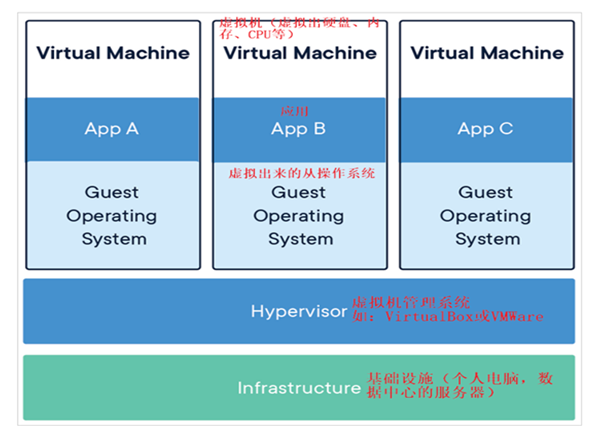 虚拟机（虚拟出硬盘、内
存、CPU等）
Virtual Machine
Virtual Machine
Virtual Machine
应用
App A
App B
App C
虚拟出来的从操作系统
Guest
Operating
System
Guest
Operating
System
Guest
Operating
System
Hypervisor
虚拟机管理系统
如：VirtualBox或VMWare
Infrastructure
基础设施（个人电脑，数
据中心的服务器）